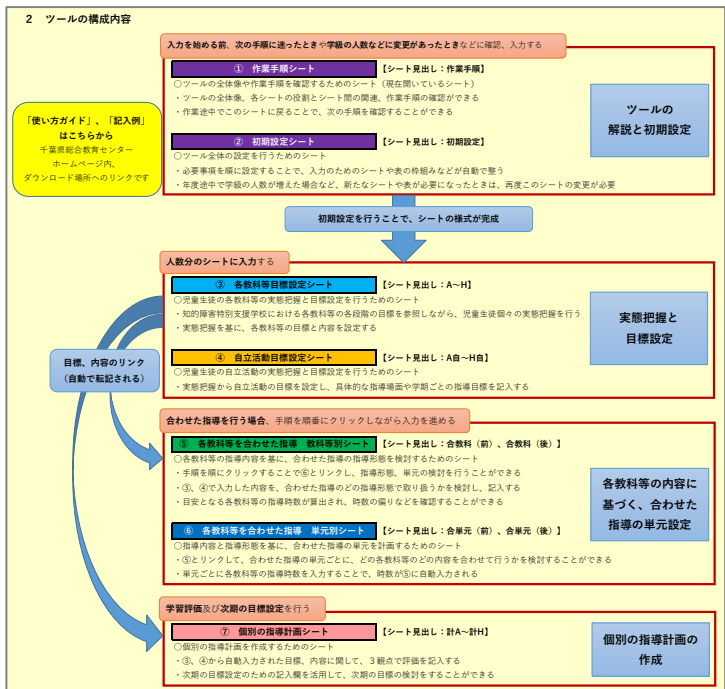 2 ツールの構成内容
入力を始める前、次の手順に迷ったときや学級の人数などに変更があったときなどに確認、入力する
① 作業手順シート 【シート見出し：作業手順】
○ツールの全体像や作業手順を確認するためのシート（現在開いているシート）
・ツールの全体像、各シートの役割とシート間の関連、作業手順の確認ができる
・作業途中でこのシートに戻ることで、次の手順を確認することができる
② 初期設定シート 【シート見出し：初期設定】
○ツール全体の設定を行うためのシート
・必要事項を順に設定することで、入力のためのシートや表の枠組みなどが自動で整う
・年度途中で学級の人数が増えた場合など、新たなシートや表が必要になったときは、再度このシートの変更が必要
ツールの
解説と初期設定
「使い方ガイド」、「記入例」
はこちらから
千葉県総合教育センター
ホームページ内、
ダウンロード場所へのリンクです
初期設定を行うことで、シートの様式が完成
人数分のシートに入力する
③ 各教科等目標設定シート 【シート見出し：A～H】
○児童生徒の各教科等の実態把握と目標設定を行うためのシート
・知的障害特別支援学校における各教科等の各段階の目標を参照しながら、児童生徒個々の実態把握を行う
・実態把握を基に、各教科等の目標と内容を設定する
④ 自立活動目標設定シート 【シート見出し：A自～H自】
○児童生徒の自立活動の実態把握と目標設定を行うためのシート
・実態把握から自立活動の目標を設定し、具体的な指導場面や学期ごとの指導目標を記入する
実態把握と
目標設定
目標、内容のリンク
（自動で転記される）
合わせた指導を行う場合、手順を順番にクリックしながら入力を進める
⑤ 各教科等を合わせた指導 教科等別シート 【シート見出し：合教科（前）、合教科（後）】
○各教科等の指導内容を基に、合わせた指導の指導形態を検討するためのシート
・手順を順にクリックすることで⑥とリンクし、指導形態、単元の検討を行うことができる
・③、④で入力した内容を、合わせた指導のどの指導形態で取り扱うかを検討し、記入する
・目安となる各教科等の指導時数が算出され、時数の偏りなどを確認することができる
⑥ 各教科等を合わせた指導 単元別シート 【シート見出し：合単元（前）、合単元（後）】
○指導内容と指導形態を基に、合わせた指導の単元を計画するためのシート
・⑤とリンクして、合わせた指導の単元ごとに、どの各教科等のどの内容を合わせて行うかを検討することができる
・単元ごとに各教科等の指導時数を入力することで、時数が⑤に自動入力される
各教科等の内容に
基づく、合わせた
指導の単元設定
学習評価及び次期の目標設定を行う
⑦ 個別の指導計画シート 【シート見出し：計A～計H】
○個別の指導計画を作成するためのシート
・③、④から自動入力された目標、内容に関して、３観点で評価を記入する
・次期の目標設定のための記入欄を活用して、次期の目標の検討をすることができる
個別の指導計画の
作成